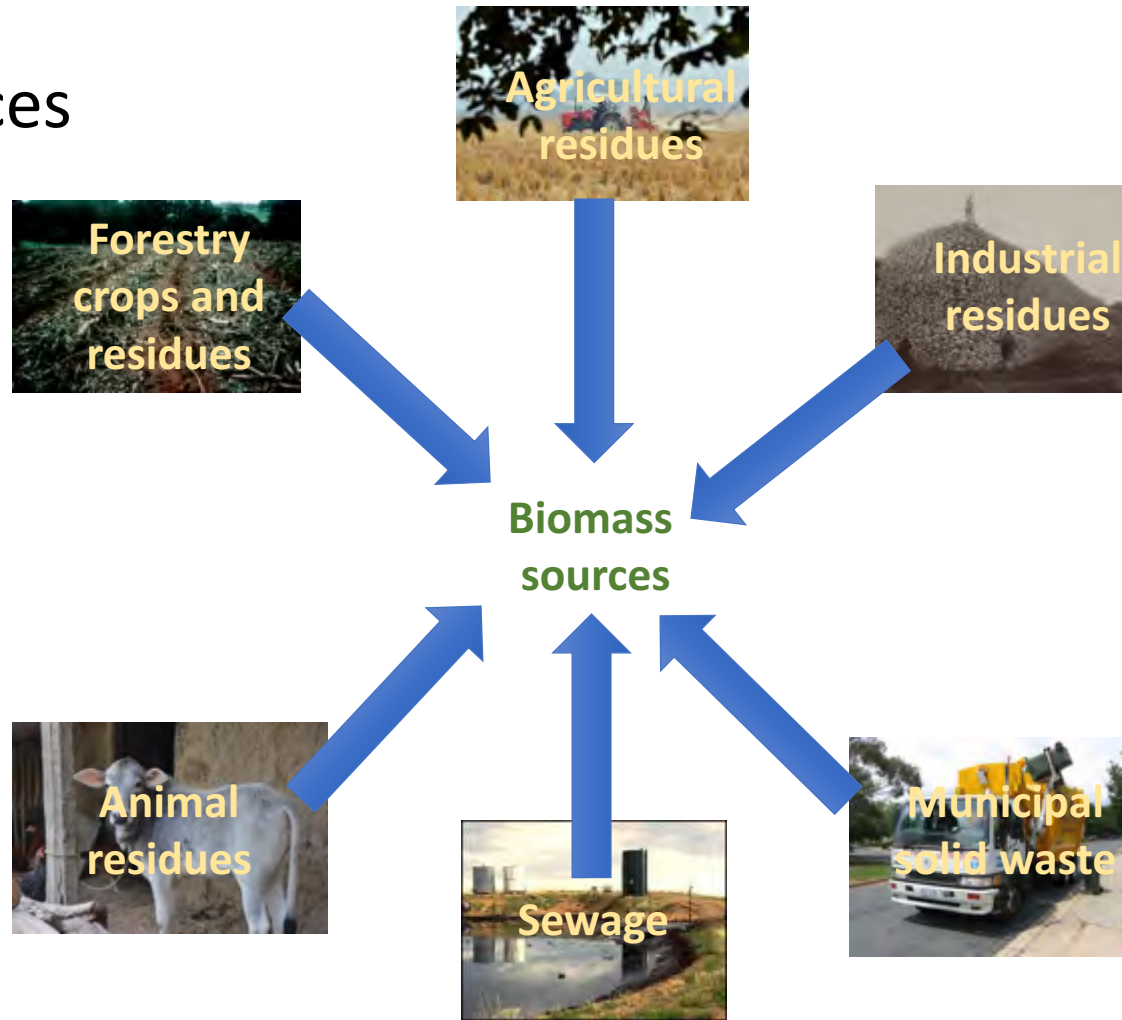 ces
Agricultural
residues
Forestry
crops and
residues
Industrial
residues
Biomass
sources
Animal
residues
Sewage
Municipal
solid waste